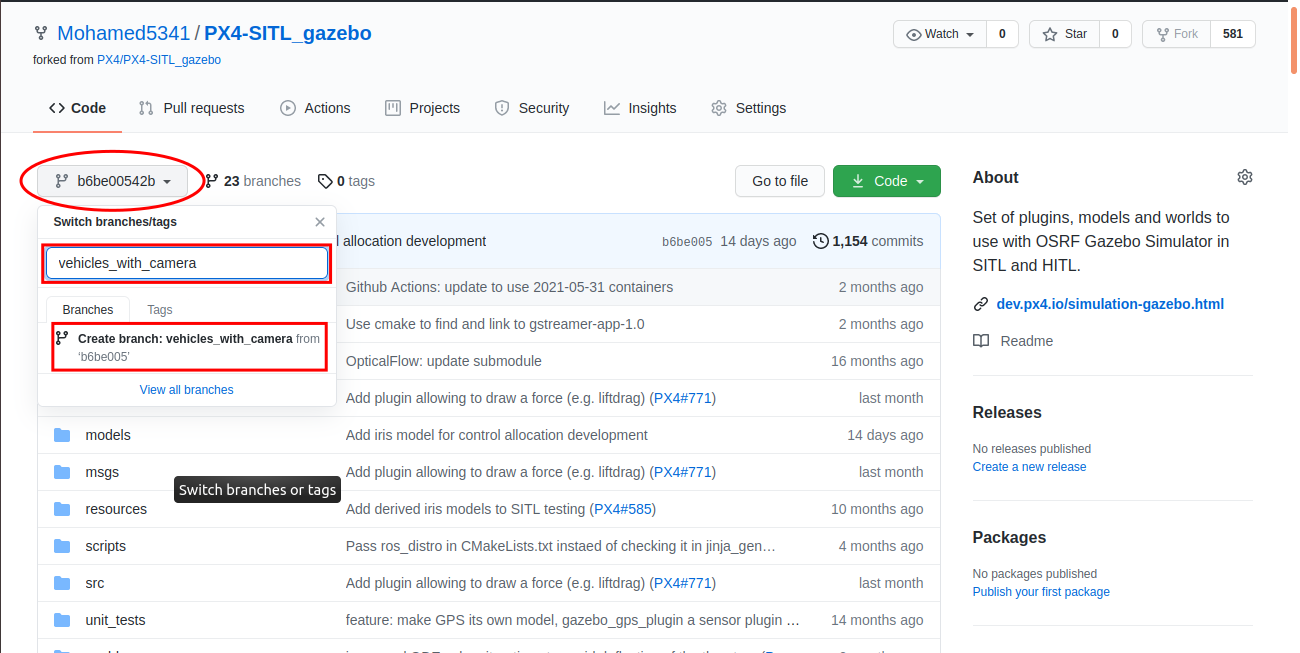 Mohamed5341 / PX4-SITL_gazebo
Watch 0 Star 0 Fork 581
forked from PX4/PX4-SITL_gazebo
Code Pull requests Actions Projects Security Insights Settings
b6be00542b 23 branches 0 tags Go to file Code
Switch branches/tags
vehicles_with_camera
Branches Tags
Create branch: vehicles_with_camera from
'b6be005'
View all branches
allocation development b6be005 14 days ago 1,154 commits
Github Actions: update to use 2021-05-31 containers 2 months ago
Use cmake to find and link to gstreamer-app-1.0 2 months ago
OpticalFlow: update submodule 16 months ago
Add plugin allowing to draw a force (e.g. liftdrag) (PX4#771) last month
models Add iris model for control allocation development 14 days ago
msgs Add plugin allowing to draw a force (e.g. liftdrag) (PX4#771) last month
Switch branches or tags
resources Add derived iris models to SITL testing (PX4#585) 10 months ago
scripts Pass ros_distro in CMakeLists.txt instaed of checking it in jinja_gen… 4 months ago
src Add plugin allowing to draw a force (e.g. liftdrag) (PX4#771) last month
unit_tests feature: make GPS its own model, gazebo_gps_plugin a sensor plugin … 14 months ago
About
Set of plugins, models and worlds to
use with OSRF Gazebo Simulator in
SITL and HITL.
dev.px4.io/simulation-gazebo.html
Readme
Releases
No releases published
Create a new release
Packages
No packages published
Publish your first package